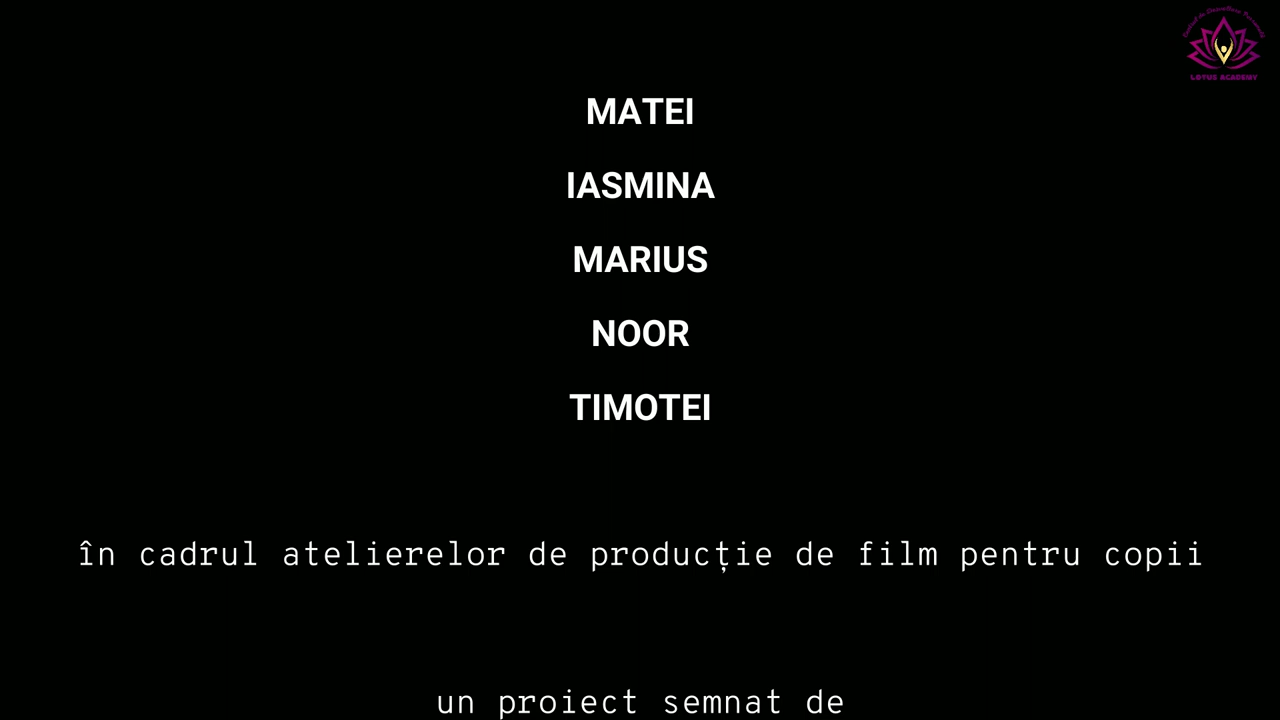 LOTUS ACADEMY
MATEI
IASMINA
MARIUS
NOOR
TIMOTEI
în cadrul atelierelor de producție de film pentru copii
un proiect semnat de